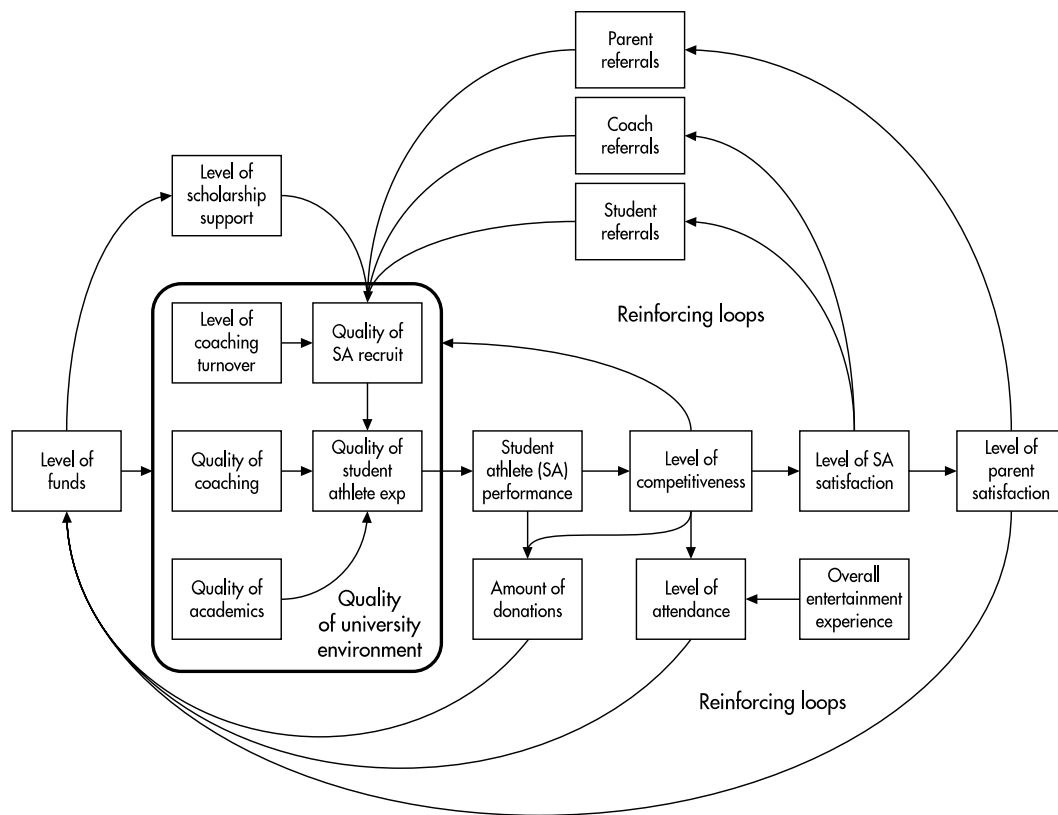 Parent
referrals
Coach
referrals
Student
referrals
Level of
scholarship
support
Reinforcing loops
Level of
coaching
turnover
Quality of
SA recruit
Level of
funds
Quality of
coaching
Quality of
student
athlete exp
Student
athlete (SA)
performance
Level of
competitiveness
Level of SA
satisfaction
Level of
parent
satisfaction
Quality of
academics
Quality
of university
environment
Amount of
donations
Level of
attendance
Overall
entertainment
experience
Reinforcing loops